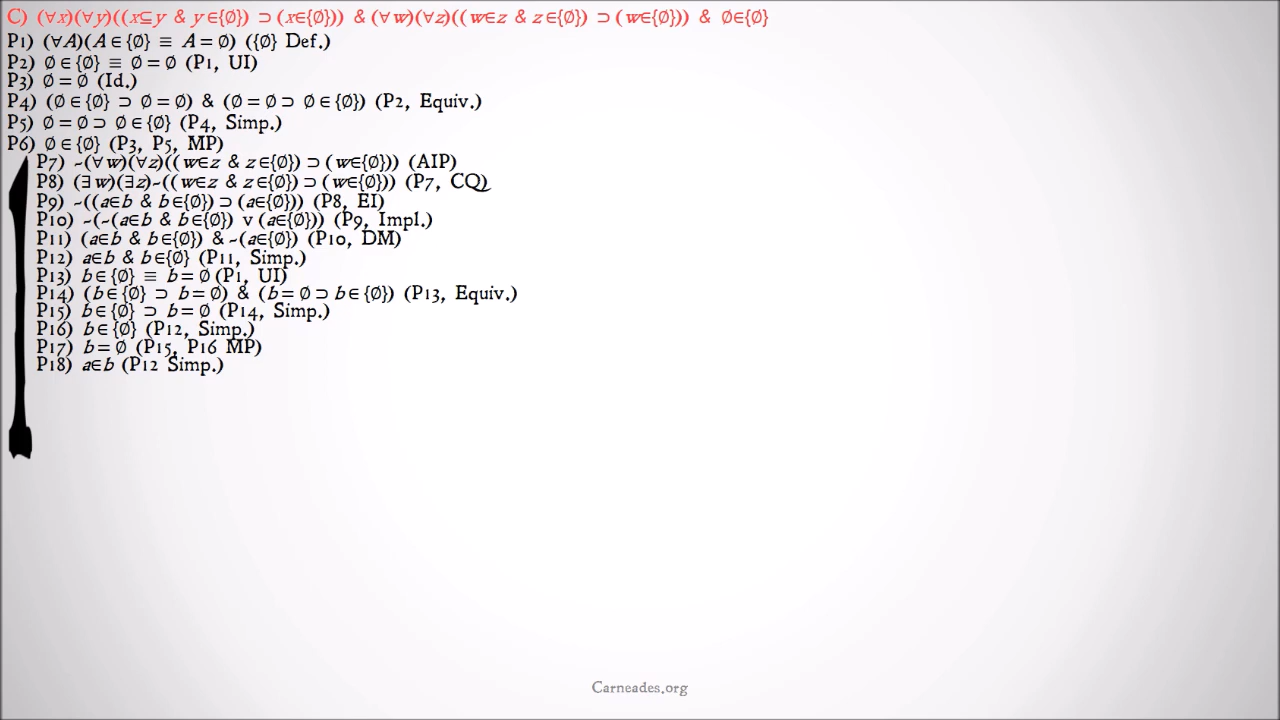 C) (∀x)(∀y)((x⊆y & y∈{∅}) ⊃ (x∈{∅})) & (∀w)(∀z)((w∈z & z∈{∅}) ⊃ (w∈{∅})) & ∅∈{∅}
P1) (∀A)(A∈{∅} ≡ A=∅) ({∅} Def.)
P2) ∅∈{∅} ≡ ∅=∅ (P1, UI)
P3) ∅=∅ (Id.)
P4) (∅∈{∅} ⊃ ∅=∅) & (∅=∅⊃ ∅∈{∅}) (P2, Equiv.)
P5) ∅=∅⊃ ∅∈{∅} (P4, Simp.)
P6) ∅∈{∅} (P3, P5, MP)
P7) ~(∀w)(∀z)((w∈z & z∈{∅}) ⊃ (w∈{∅})) (AIP)
P8) (∃w)(∃z)~((w∈z & z∈{∅}) ⊃ (w∈{∅})) (P7, CQ)
P9) ~((a∈b & b∈{∅}) ⊃ (a∈{∅})) (P8, EI)
P10) ~(~(a∈b & b∈{∅}) v (a∈{∅})) (P9, Impl.)
P11) (a∈b & b∈{∅}) & ~(a∈{∅}) (P10, DM)
P12) a∈b & b∈{∅} (P11, Simp.)
P13) b∈{∅} ≡ b=∅ (P1, UI)
P14) (b∈{∅} ⊃ b=∅) & (b=∅⊃ b∈{∅}) (P13, Equiv.)
P15) b∈{∅} ⊃ b=∅ (P14, Simp.)
P16) b∈{∅} (P12, Simp.)
P17) b=∅ (P15, P16 MP)
P18) a∈b (P12 Simp.)
Carneades.org